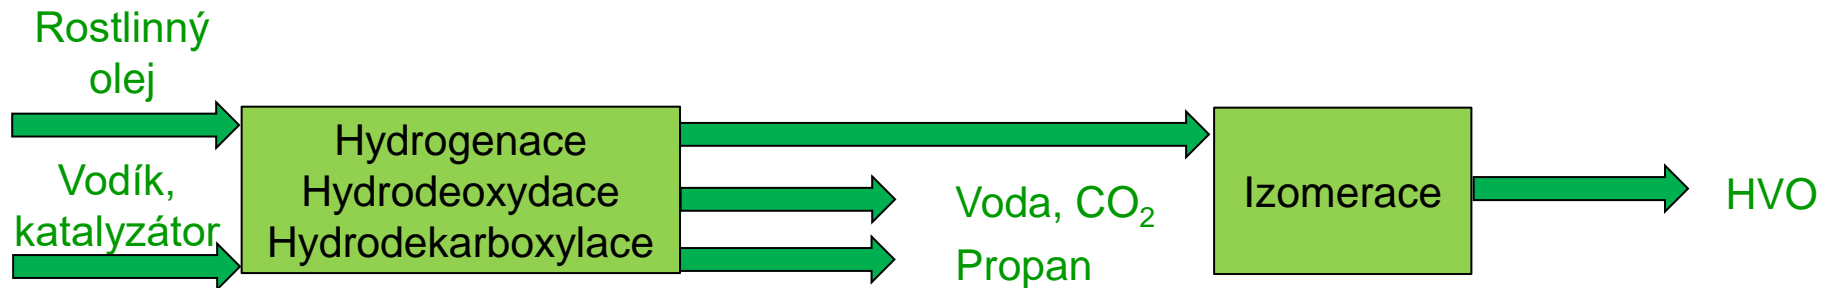 Rostlinný
olej
Vodík,
katalyzátor
Hydrogenace
Hydrodeoxydace
Hydrodekarboxylace
Voda, CO₂
Propan
Izomerace
HVO